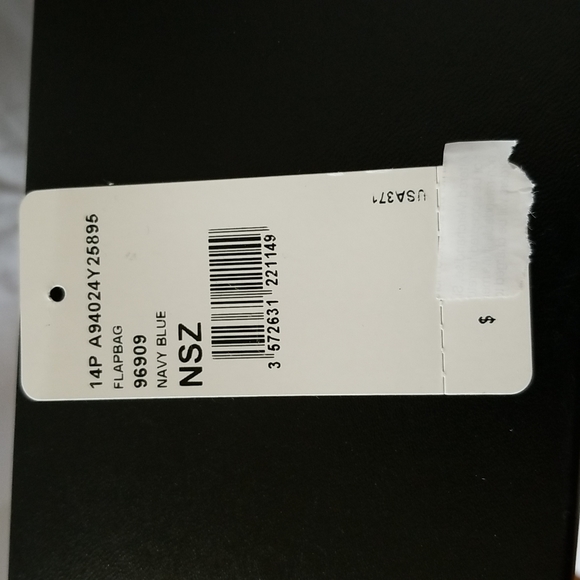 14P A94024Y25895
FLAPBAG
96909
NAVY BLUE
NSZ
3 572631 221149
USA371
$